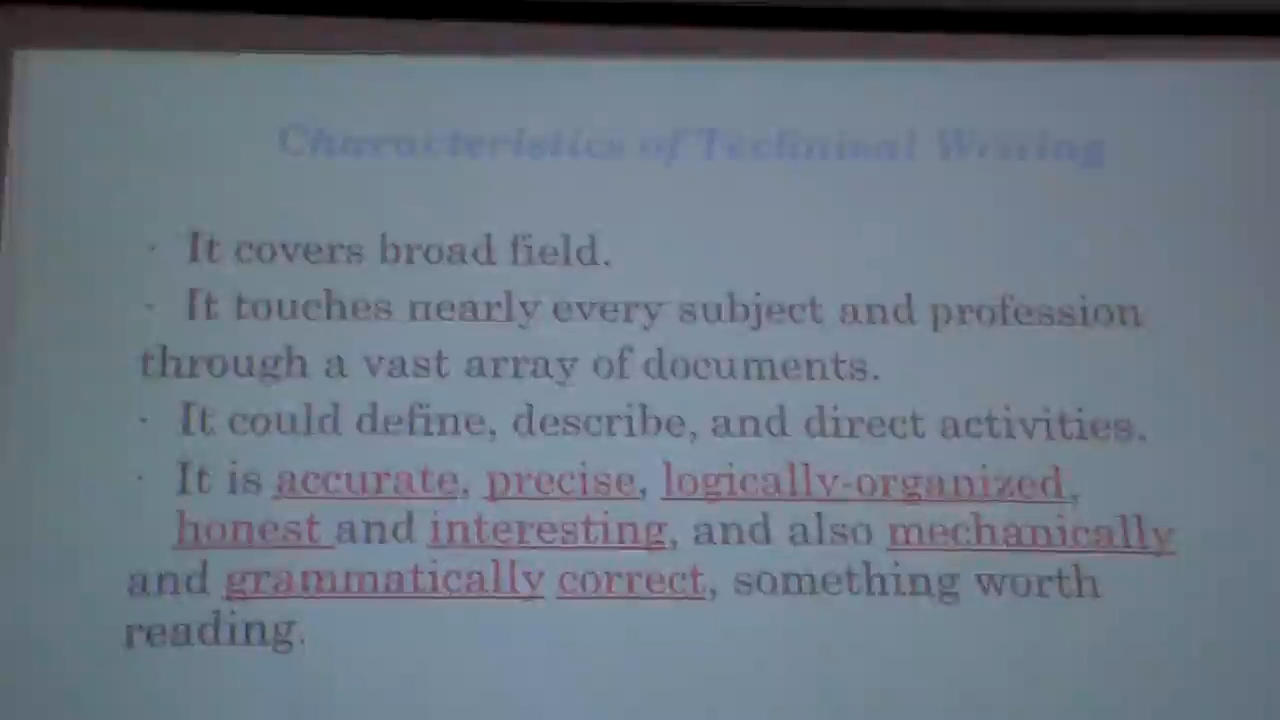 Characteristics of Technical Writing
· It covers broad field.
· It touches nearly every subject and profession
through a vast array of documents.
· It could define, describe, and direct activities.
· It is accurate, precise, logically-organized,
honest and interesting, and also mechanically
and grammatically correct, something worth
reading.